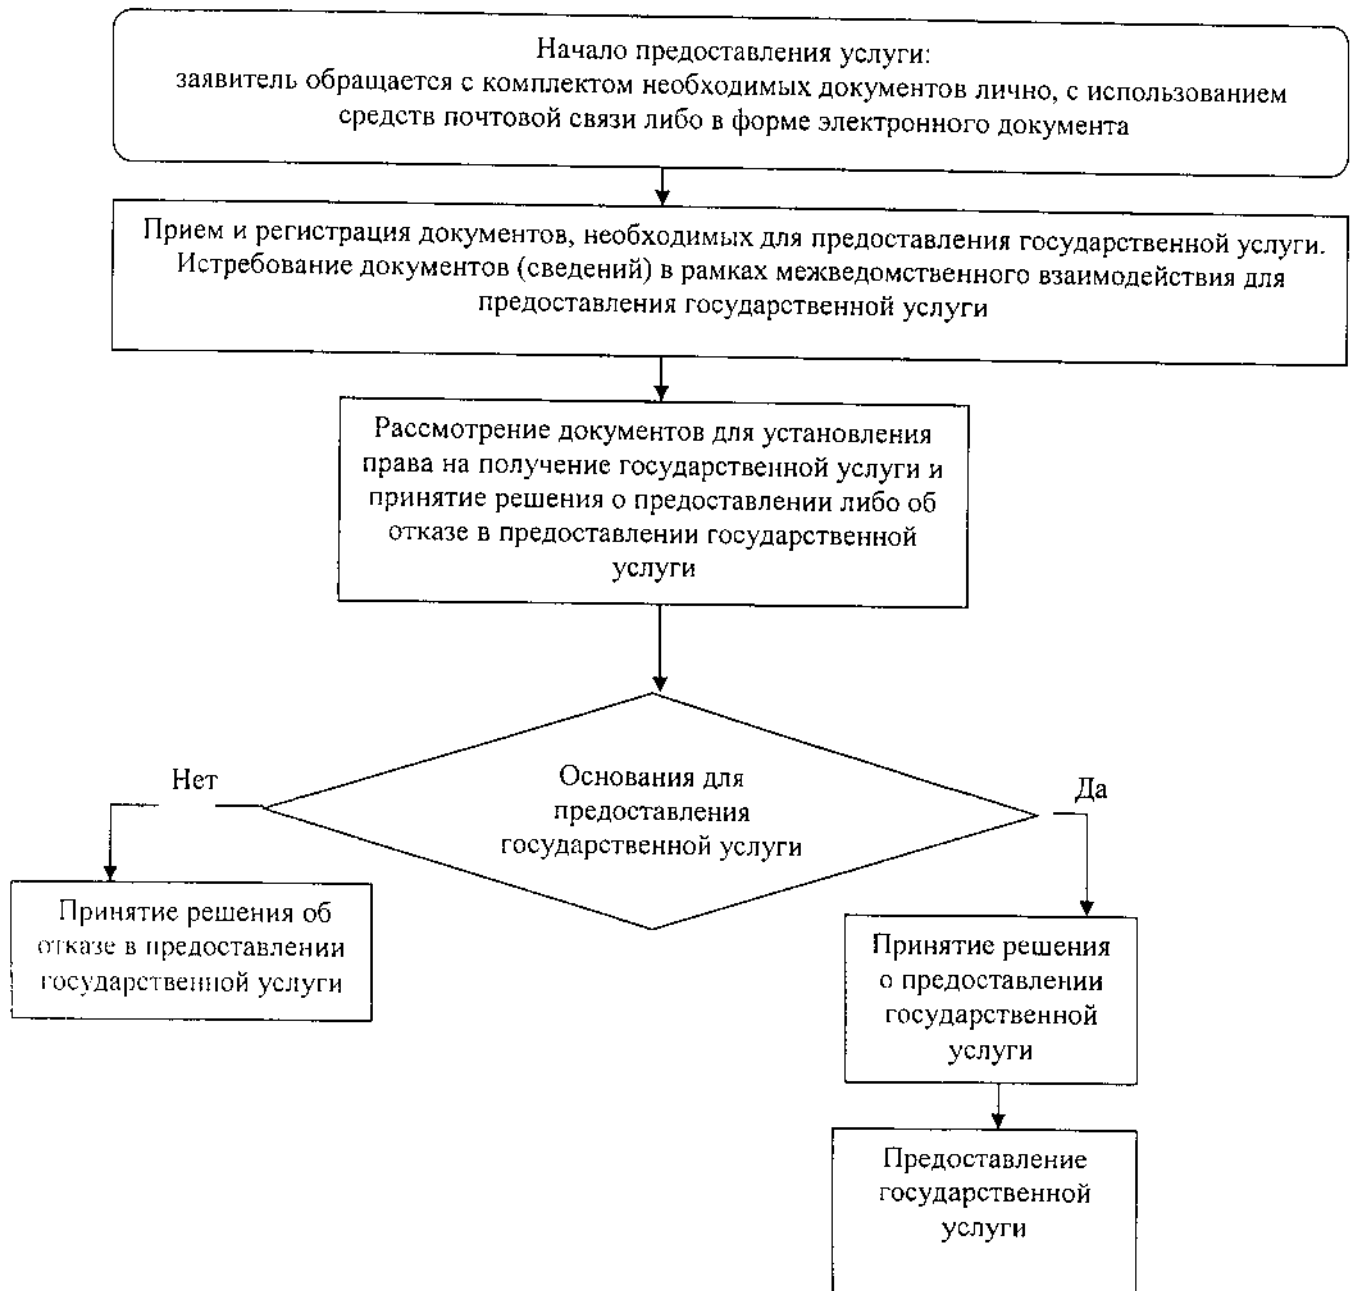 Начало предоставления услуги:
заявитель обращается с комплектом необходимых документов лично, с использованием
средств почтовой связи либо в форме электронного документа
Прием и регистрация документов, необходимых для предоставления государственной услуги.
Истребование документов (сведений) в рамках межведомственного взаимодействия для
предоставления государственной услуги
Рассмотрение документов для установления
права на получение государственной услуги и
принятие решения о предоставлении либо об
отказе в предоставлении государственной
услуги
Нет
Основания для
предоставления
государственной услуги
Да
Принятие решения об
отказе в предоставлении
государственной услуги
Принятие решения
о предоставлении
государственной
услуги
Предоставление
государственной
услуги